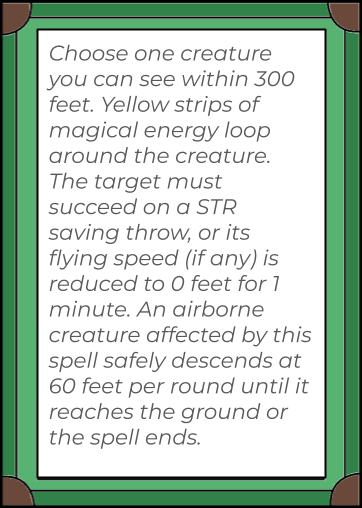 Choose one creature
you can see within 300
feet. Yellow strips of
magical energy loop
around the creature.
The target must
succeed on a STR
saving throw, or its
flying speed (if any) is
reduced to 0 feet for 1
minute. An airborne
creature affected by this
spell safely descends at
60 feet per round until it
reaches the ground or
the spell ends.